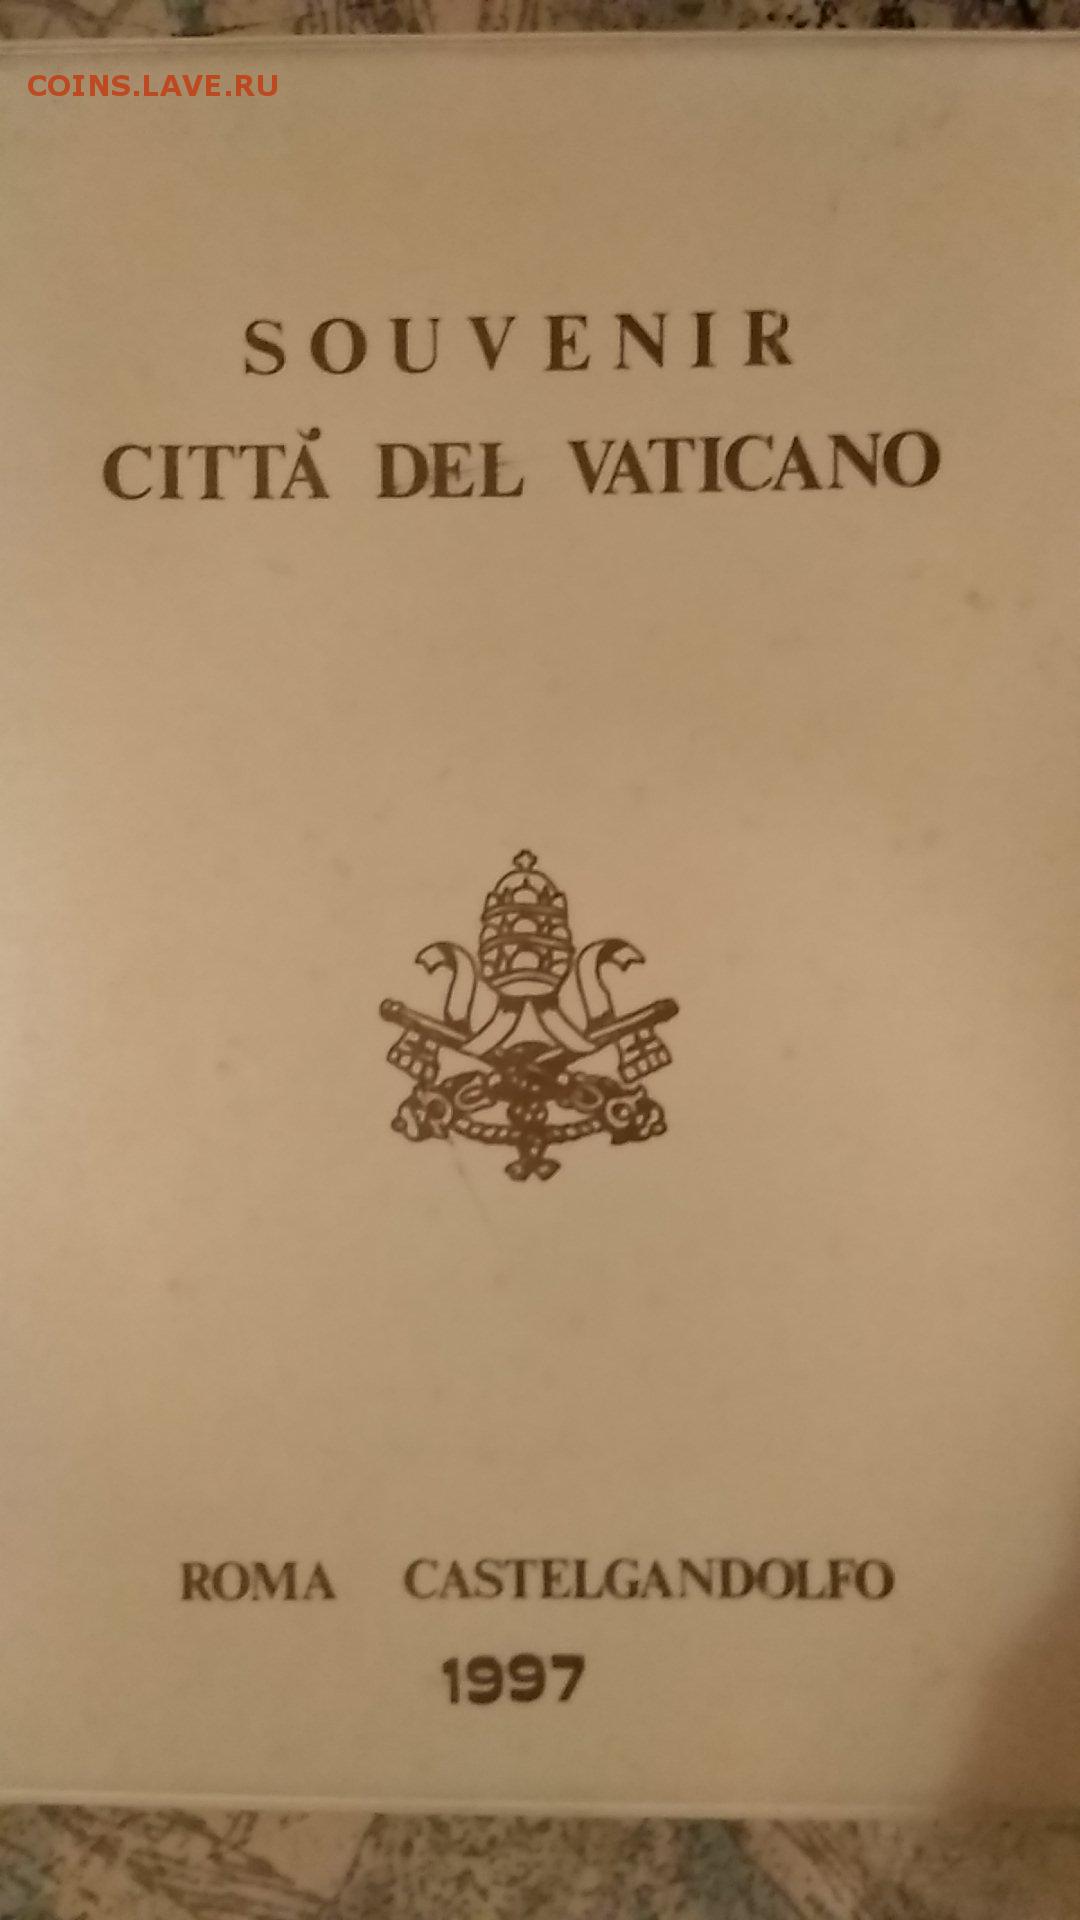 COINS.LAVE.RU
SOUVENIR
CITTÀ DEL VATICANO
ROMA CASTELGANDOLFO
1997